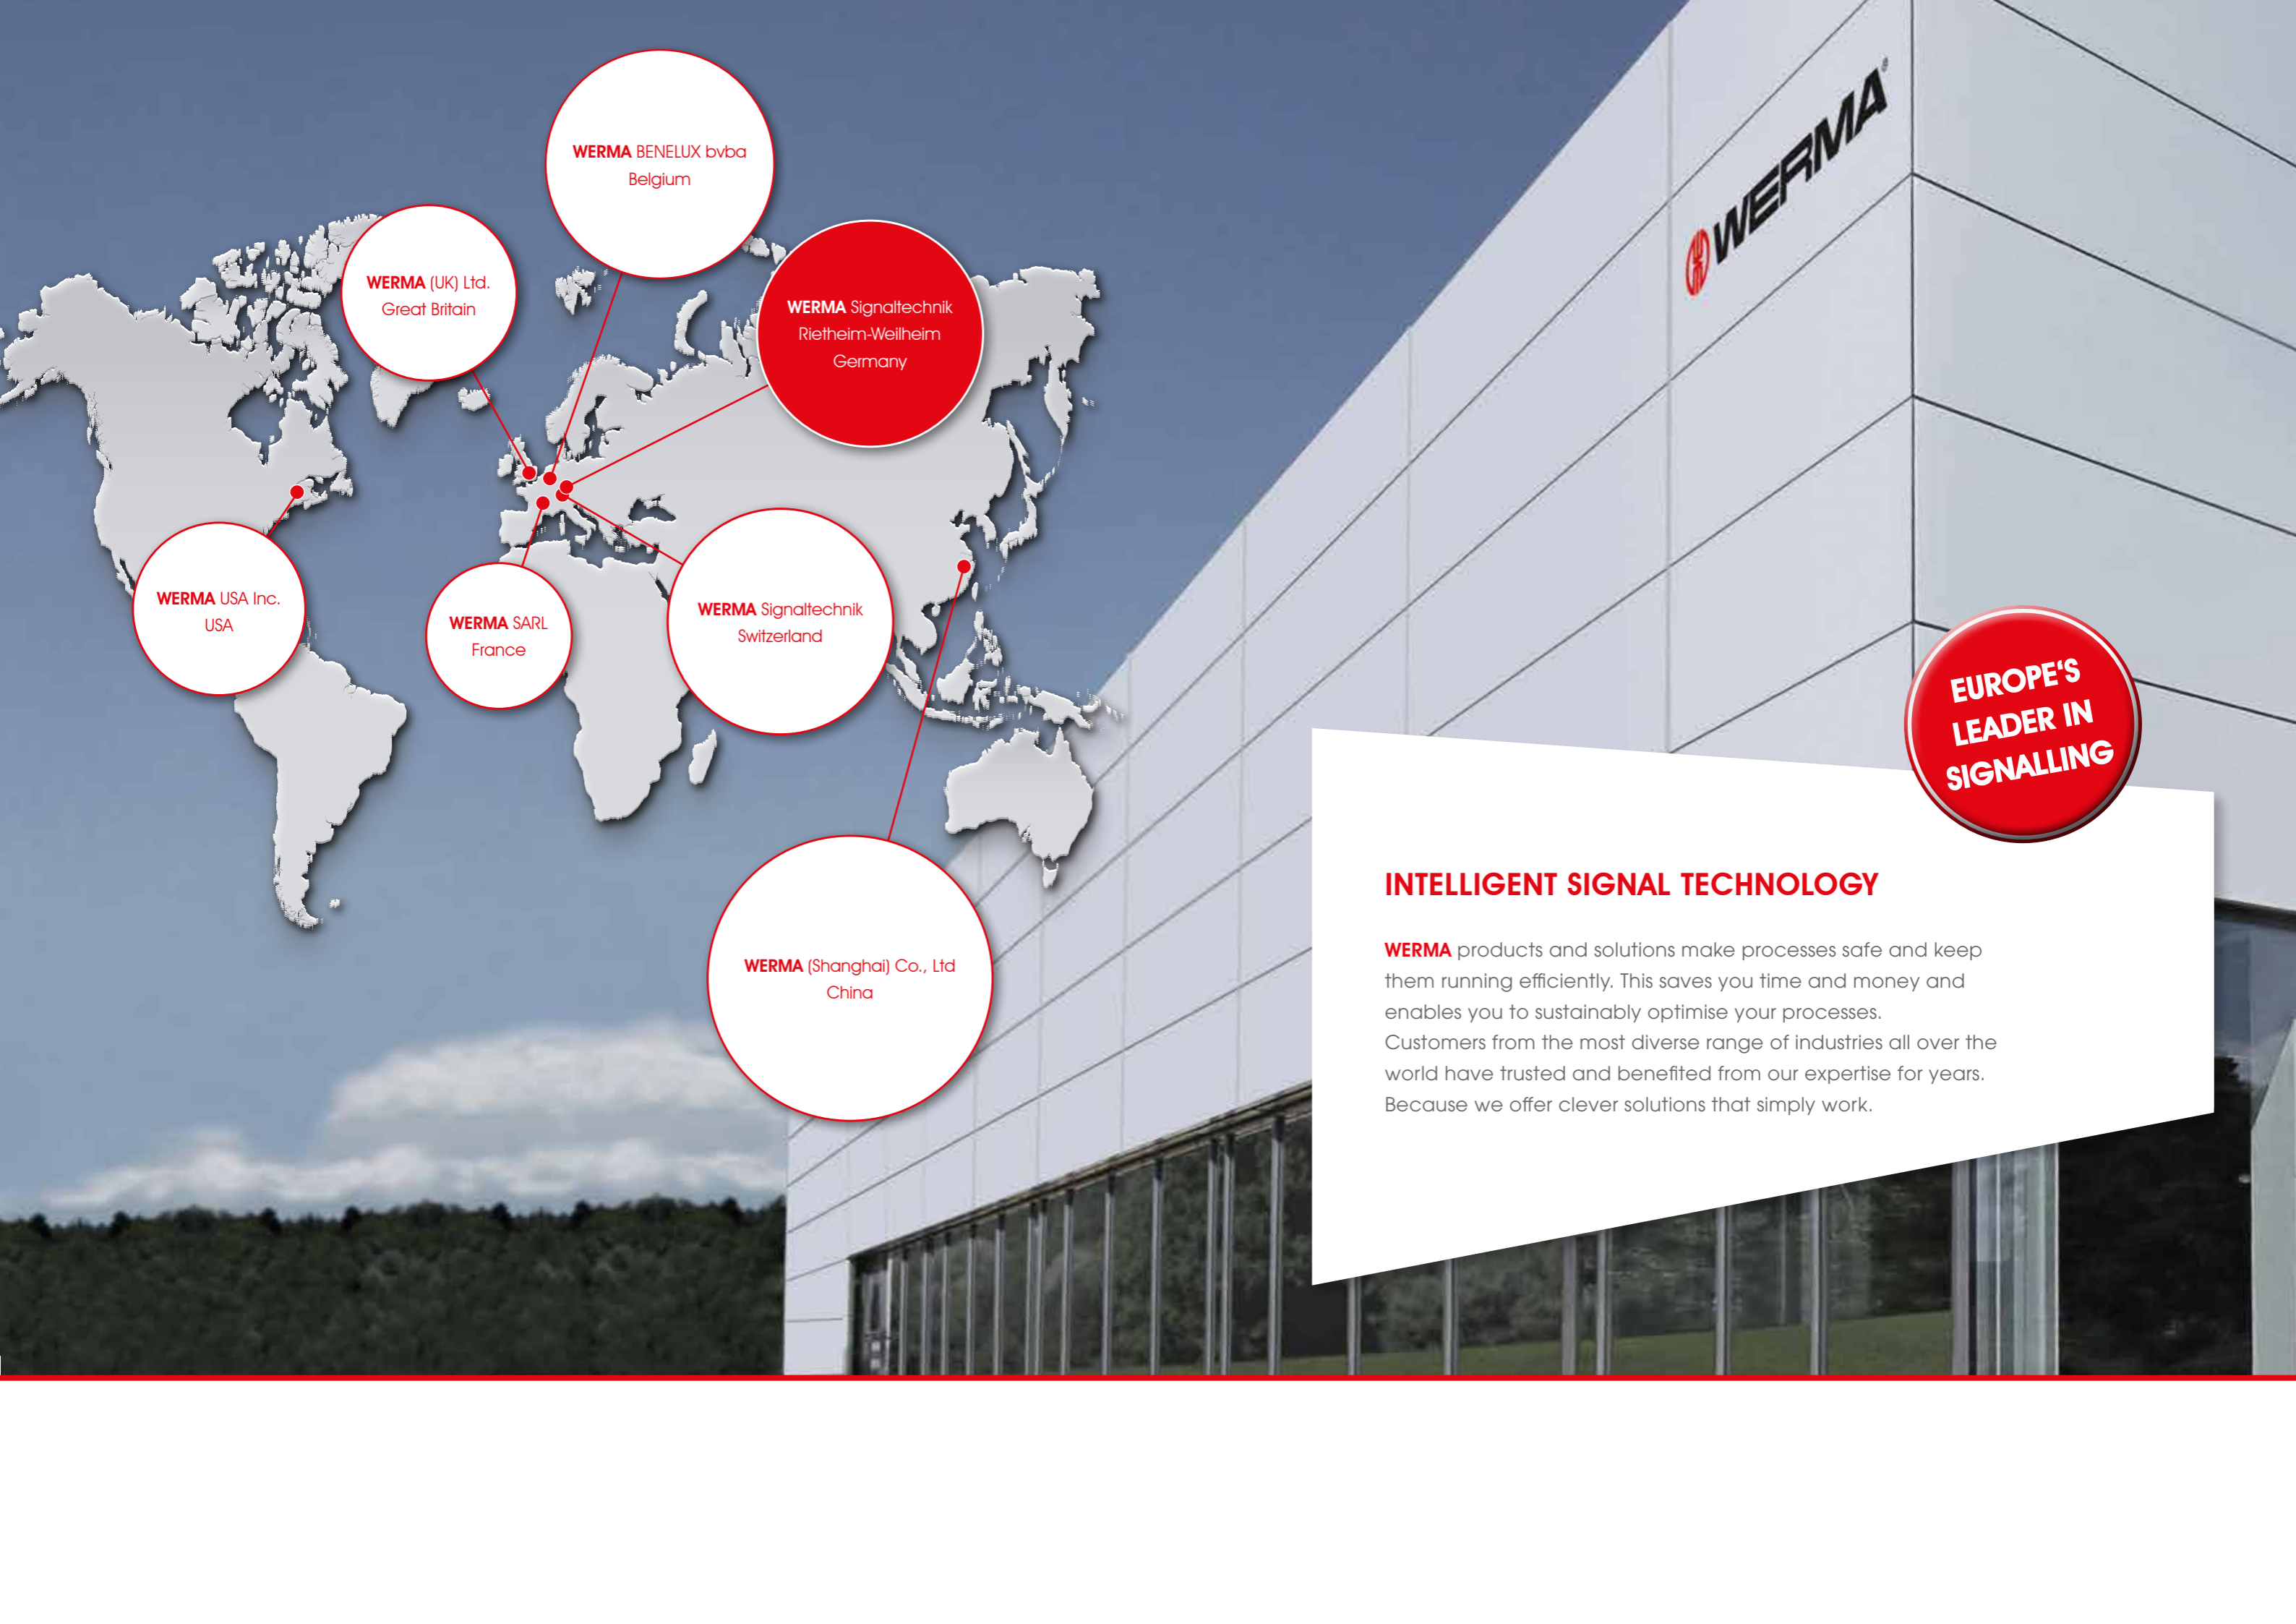 WERMA BENELUX bvba
Belgium
WERMA (UK) Ltd.
Great Britain
WERMA Signaltechnik
Rietheim-Weilheim
Germany
WERMA USA Inc.
USA
WERMA SARL
France
WERMA Signaltechnik
Switzerland
WERMA (Shanghai) Co., Ltd
China
WERMA®
EUROPE‘S
LEADER IN
SIGNALLING
INTELLIGENT SIGNAL TECHNOLOGY
WERMA products and solutions make processes safe and keep
them running efficiently. This saves you time and money and
enables you to sustainably optimise your processes.
Customers from the most diverse range of industries all over the
world have trusted and benefited from our expertise for years.
Because we offer clever solutions that simply work.